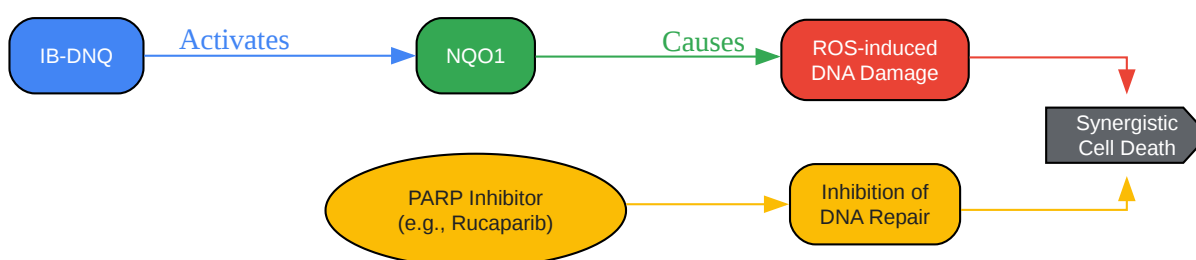 IB-DNQ
Activates
NQO1
Causes
ROS-induced
DNA Damage
Synergistic
Cell Death
PARP Inhibitor
(e.g., Rucaparib)
Inhibition of
DNA Repair